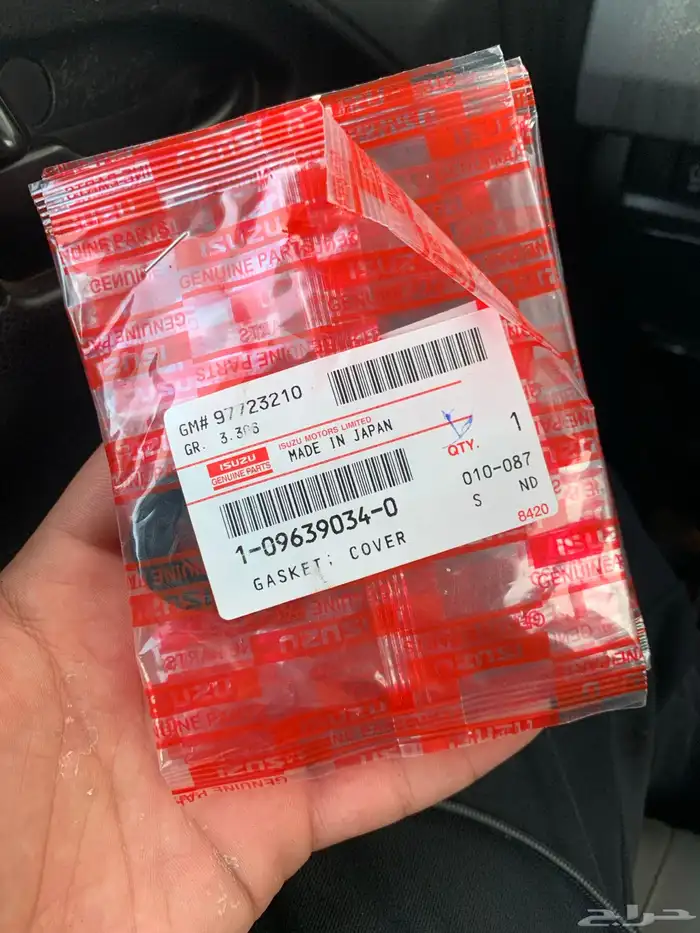 GM# 97723210
GR. 3.306
ISUZU
GENUINE PARTS
ISUZU MOTORS LIMITED
MADE IN JAPAN
QTY.
1
1-09639034-0
010-087
S ND
GASKET; COVER
8420
ISUZU
GENUINE PARTS
حراج